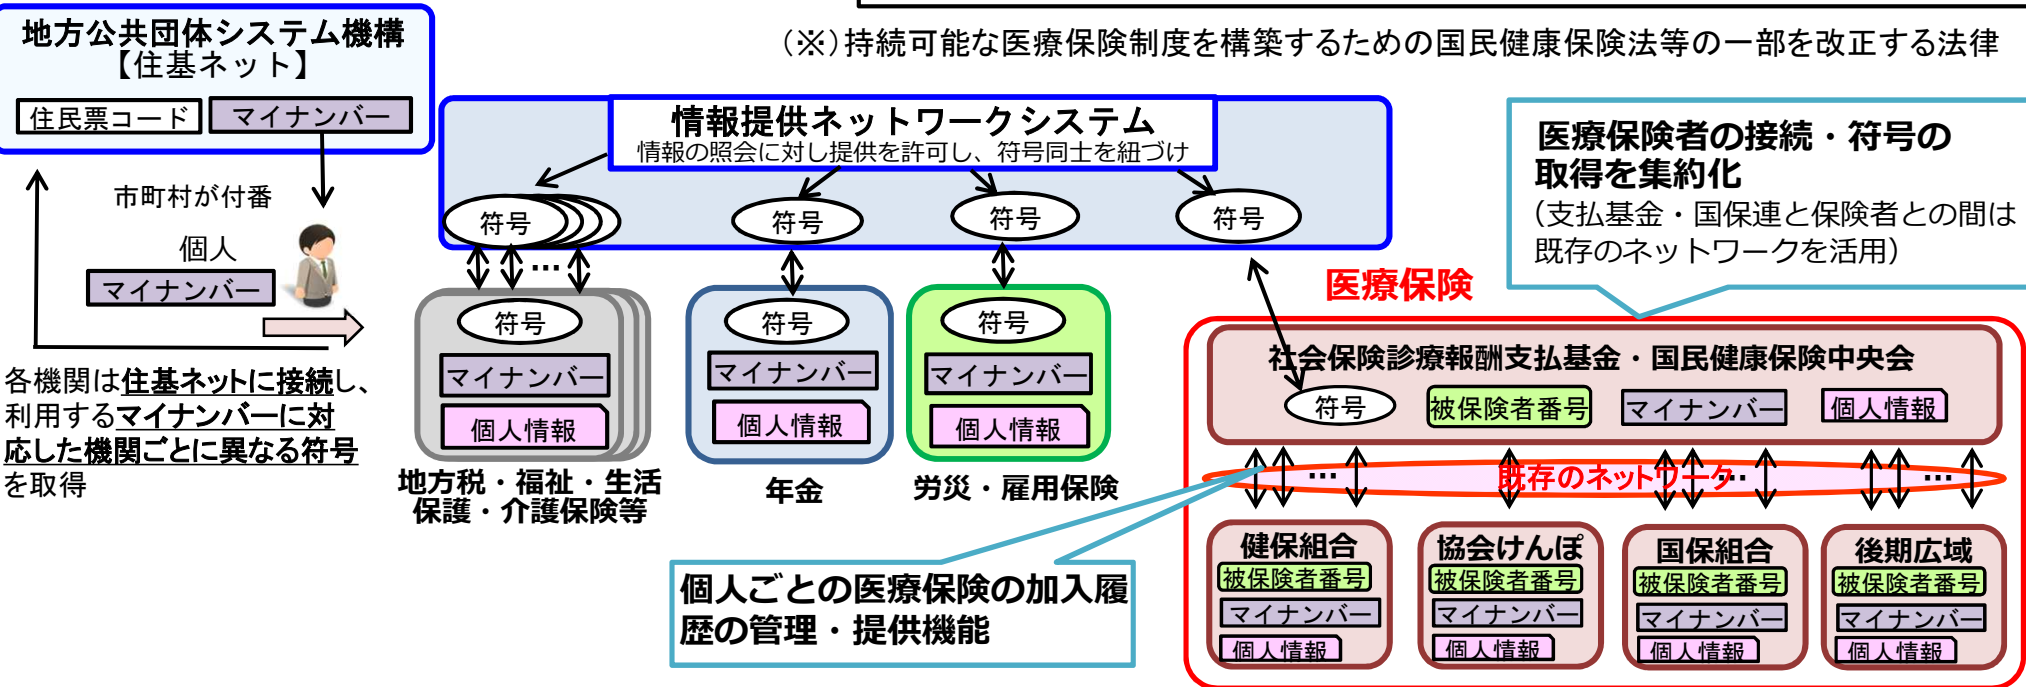 (※)持続可能な医療保険制度を構築するための国民健康保険法等の一部を改正する法律
地方公共団体システム機構
【住基ネット】
住民票コード
マイナンバー
市町村が付番
個人
マイナンバー
各機関は住基ネットに接続し、
利用するマイナンバーに対
応した機関ごとに異なる符号
を取得
情報提供ネットワークシステム
情報の照会に対し提供を許可し、符号同士を紐づけ
符号
符号
符号
符号
…
符号
マイナンバー
個人情報
地方税・福祉・生活
保護・介護保険等
符号
マイナンバー
個人情報
年金
符号
マイナンバー
個人情報
労災・雇用保険
医療保険者の接続・符号の
取得を集約化
(支払基金・国保連と保険者との間は
既存のネットワークを活用)
医療保険
社会保険診療報酬支払基金・国民健康保険中央会
符号
被保険者番号
マイナンバー
個人情報
…
既存のネットワーク
…
…
個人ごとの医療保険の加入履
歴の管理・提供機能
健保組合
被保険者番号
マイナンバー
個人情報
協会けんぽ
被保険者番号
マイナンバー
個人情報
国保組合
被保険者番号
マイナンバー
個人情報
後期広域
被保険者番号
マイナンバー
個人情報